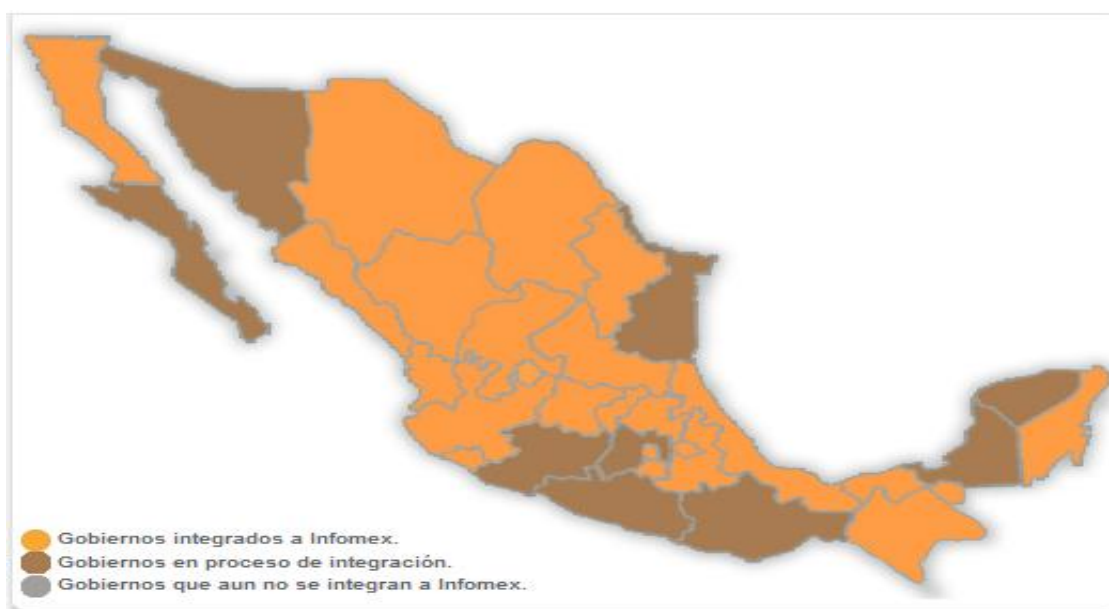 Gobiernos integrados a Infomex.
Gobiernos en proceso de integración.
Gobiernos que aun no se integran a Infomex.